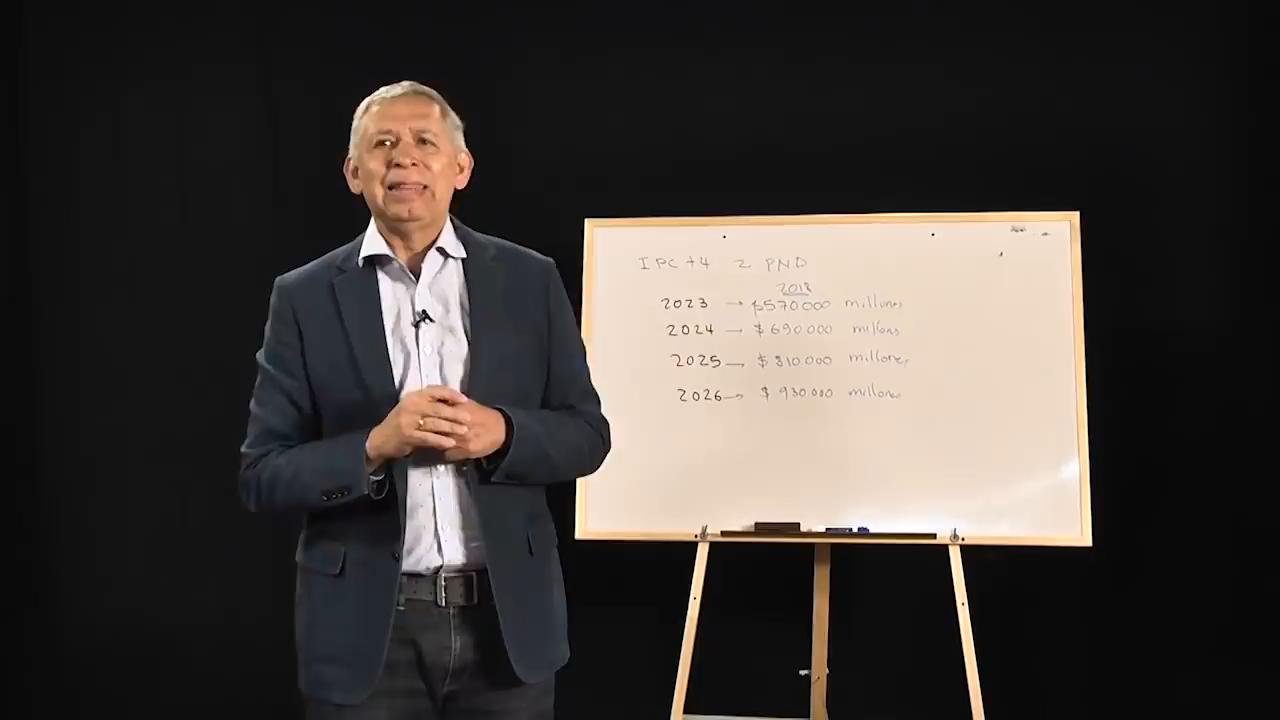 IPC +4 2 PND
2018
2023 → $570.000 millones
2024 → $690.000 millons
2025 → $810.000 millones
2026 → $930.000 millones